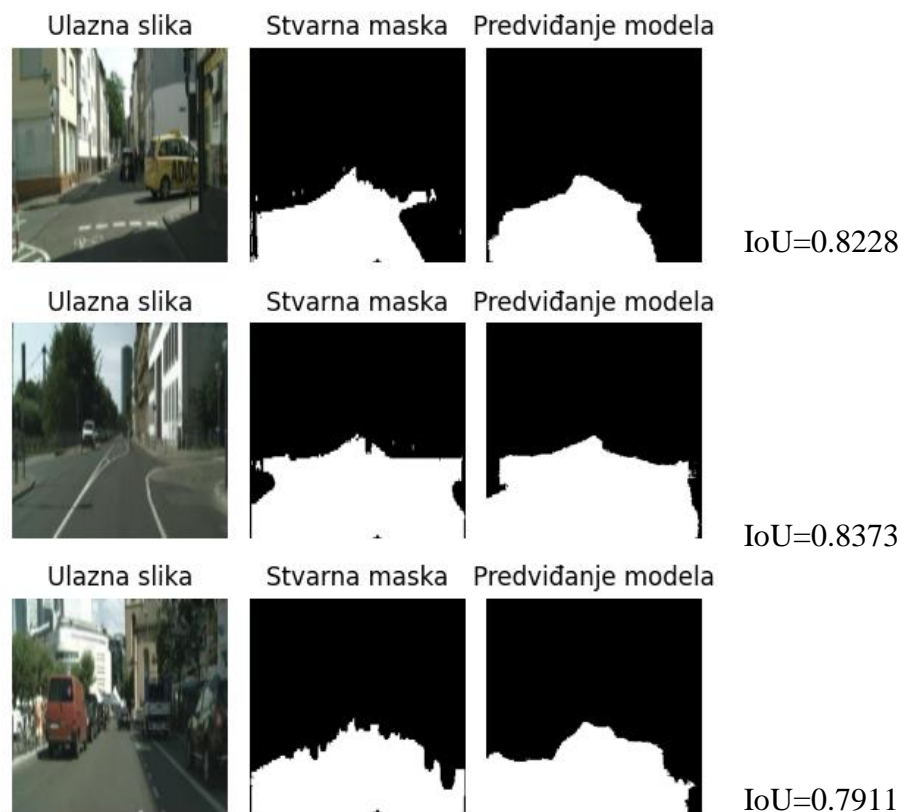 Ulazna slika Stvarna maska Predviđanje modela
ADAC
IoU=0.8228
Ulazna slika Stvarna maska Predviđanje modela
IoU=0.8373
Ulazna slika Stvarna maska Predviđanje modela
IoU=0.7911